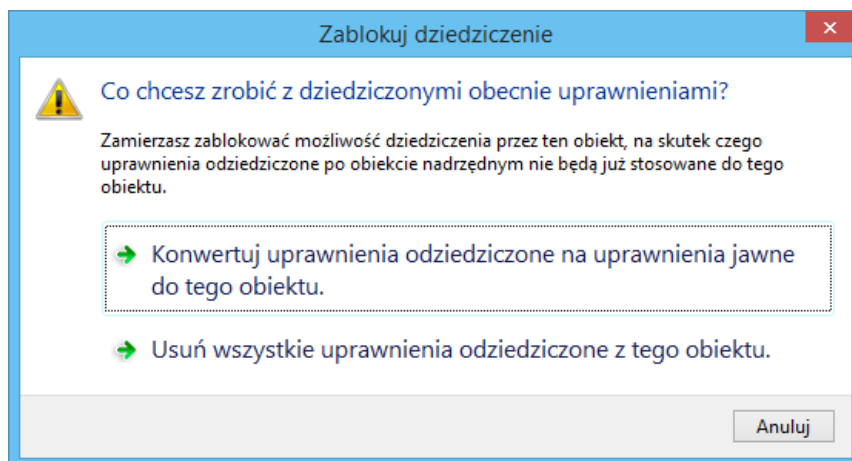 Zablokuj dziedziczenie
Co chcesz zrobić z dziedziczonymi obecnie uprawnieniami?
Zamierzasz zablokować możliwość dziedziczenia przez ten obiekt, na skutek czego
uprawnienia odziedziczone po obiekcie nadrzędnym nie będą już stosowane do tego
obiektu.
Konwertuj uprawnienia odziedziczone na uprawnienia jawne
do tego obiektu.
Usuń wszystkie uprawnienia odziedziczone z tego obiektu.
Anuluj